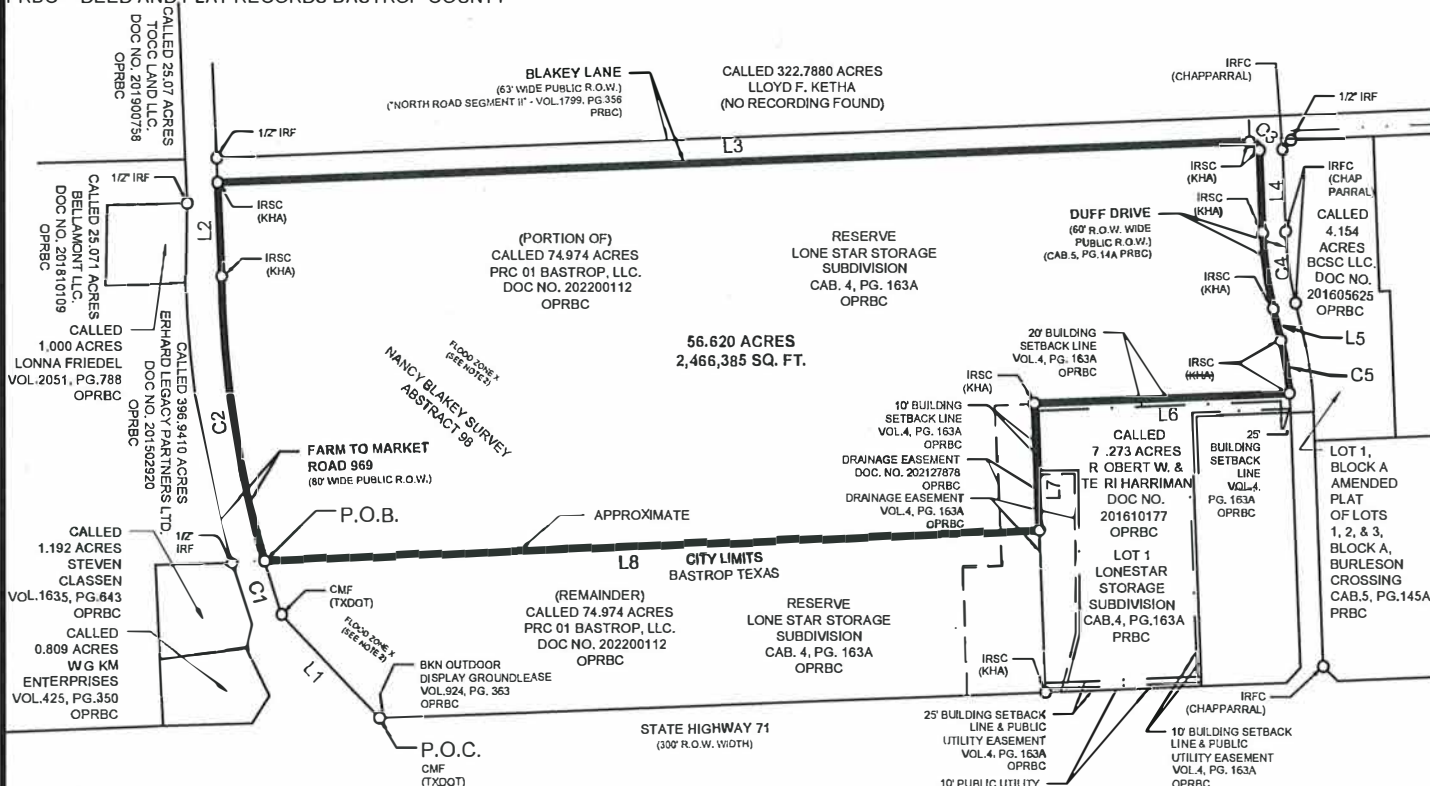 PRBC - DEED AND PLAT RECORDS BASTROP COUNTY
CALLED 25.07 ACRES
TOCC LAND LLC.
DOC NO. 201900758
OPRBC
BLAKEY LANE
(63' WIDE PUBLIC R.O.W.)
("NORTH ROAD SEGMENT II" - VOL.1799, PG.356
PRBC)
CALLED 322.7880 ACRES
LLOYD F. KETHA
(NO RECORDING FOUND)
IRFC
(CHAPPARRAL)
1/2" IRF
1/2" IRF
L3
C3
1/2" IRF
CALLED 25.071 ACRES
BELLAMONT LLC.
DOC NO. 201810109
OPRBC
L2
IRSC
(KHA)
IRSC
(KHA)
IRSC
(KHA)
IRSC
(KHA)
L4
IRFC
(CHAP
PARRAL)
DUFF DRIVE
(60' R.O.W. WIDE
PUBLIC R.O.W.)
(CAB.5, PG.14A PRBC)
CALLED
4.154
ACRES
BCSC LLC.
DOC NO.
201605625
OPRBC
C4
IRSC
(KHA)
(PORTION OF)
CALLED 74.974 ACRES
PRC 01 BASTROP, LLC.
DOC NO. 202200112
OPRBC
RESERVE
LONE STAR STORAGE
SUBDIVISION
CAB. 4, PG. 163A
OPRBC
CALLED
1,000 ACRES
LONNA FRIEDEL
VOL.2051, PG.788
OPRBC
CALLED 396.9410 ACRES
ERHARD LEGACY PARTNERS LTD.
DOC NO. 201502920
OPRBC
C2
NANCY BLAKEY SURVEY
ABSTRACT 98
FLOOD ZONE X
(SEE NOTE 2)
56.620 ACRES
2,466,385 SQ. FT.
20' BUILDING
SETBACK LINE
VOL.4, PG. 163A
OPRBC
L5
IRSC
(KHA)
C5
IRSC
(KHA)
L6
10' BUILDING
SETBACK LINE
VOL.4, PG. 163A
OPRBC
DRAINAGE EASEMENT
DOC. NO. 202127878
OPRBC
DRAINAGE EASEMENT
VOL.4, PG. 163A
OPRBC
L7
CALLED
7 .273 ACRES
R OBERT W. &
TE RI HARRIMAN
DOC NO.
201610177
OPRBC
25'
BUILDING
SETBACK
LINE
VOL.4,
PG. 163A
OPRBC
LOT 1,
BLOCK A
AMENDED
PLAT
OF LOTS
1, 2, & 3,
BLOCK A,
BURLESON
CROSSING
CAB.5, PG.145A
PRBC
FARM TO MARKET
ROAD 969
(80' WIDE PUBLIC R.O.W.)
P.O.B.
APPROXIMATE
L8
CITY LIMITS
BASTROP TEXAS
CALLED
1.192 ACRES
STEVEN
CLASSEN
VOL.1635, PG.643
OPRBC
1/2"
IRF
C1
CMF
(TXDOT)
FLOOD ZONE X
(SEE NOTE 2)
(REMAINDER)
CALLED 74.974 ACRES
PRC 01 BASTROP, LLC.
DOC NO. 202200112
OPRBC
RESERVE
LONE STAR STORAGE
SUBDIVISION
CAB. 4, PG. 163A
OPRBC
LOT 1
LONESTAR
STORAGE
SUBDIVISION
CAB.4, PG.163A
PRBC
CALLED
0.809 ACRES
W G KM
ENTERPRISES
VOL.425, PG.350
OPRBC
L1
BKN OUTDOOR
DISPLAY GROUNDLEASE
VOL.924, PG. 363
OPRBC
IRSC
(KHA)
P.O.C.
CMF
(TXDOT)
STATE HIGHWAY 71
(300' R.O.W. WIDTH)
25' BUILDING SETBACK
LINE & PUBLIC
UTILITY EASEMENT
VOL.4, PG. 163A
OPRBC
10' PUBLIC UTILITY
IRFC
(CHAPPARRAL)
10' BUILDING SETBACK
LINE & PUBLIC
UTILITY EASEMENT
VOL.4, PG. 163A
OPRBC